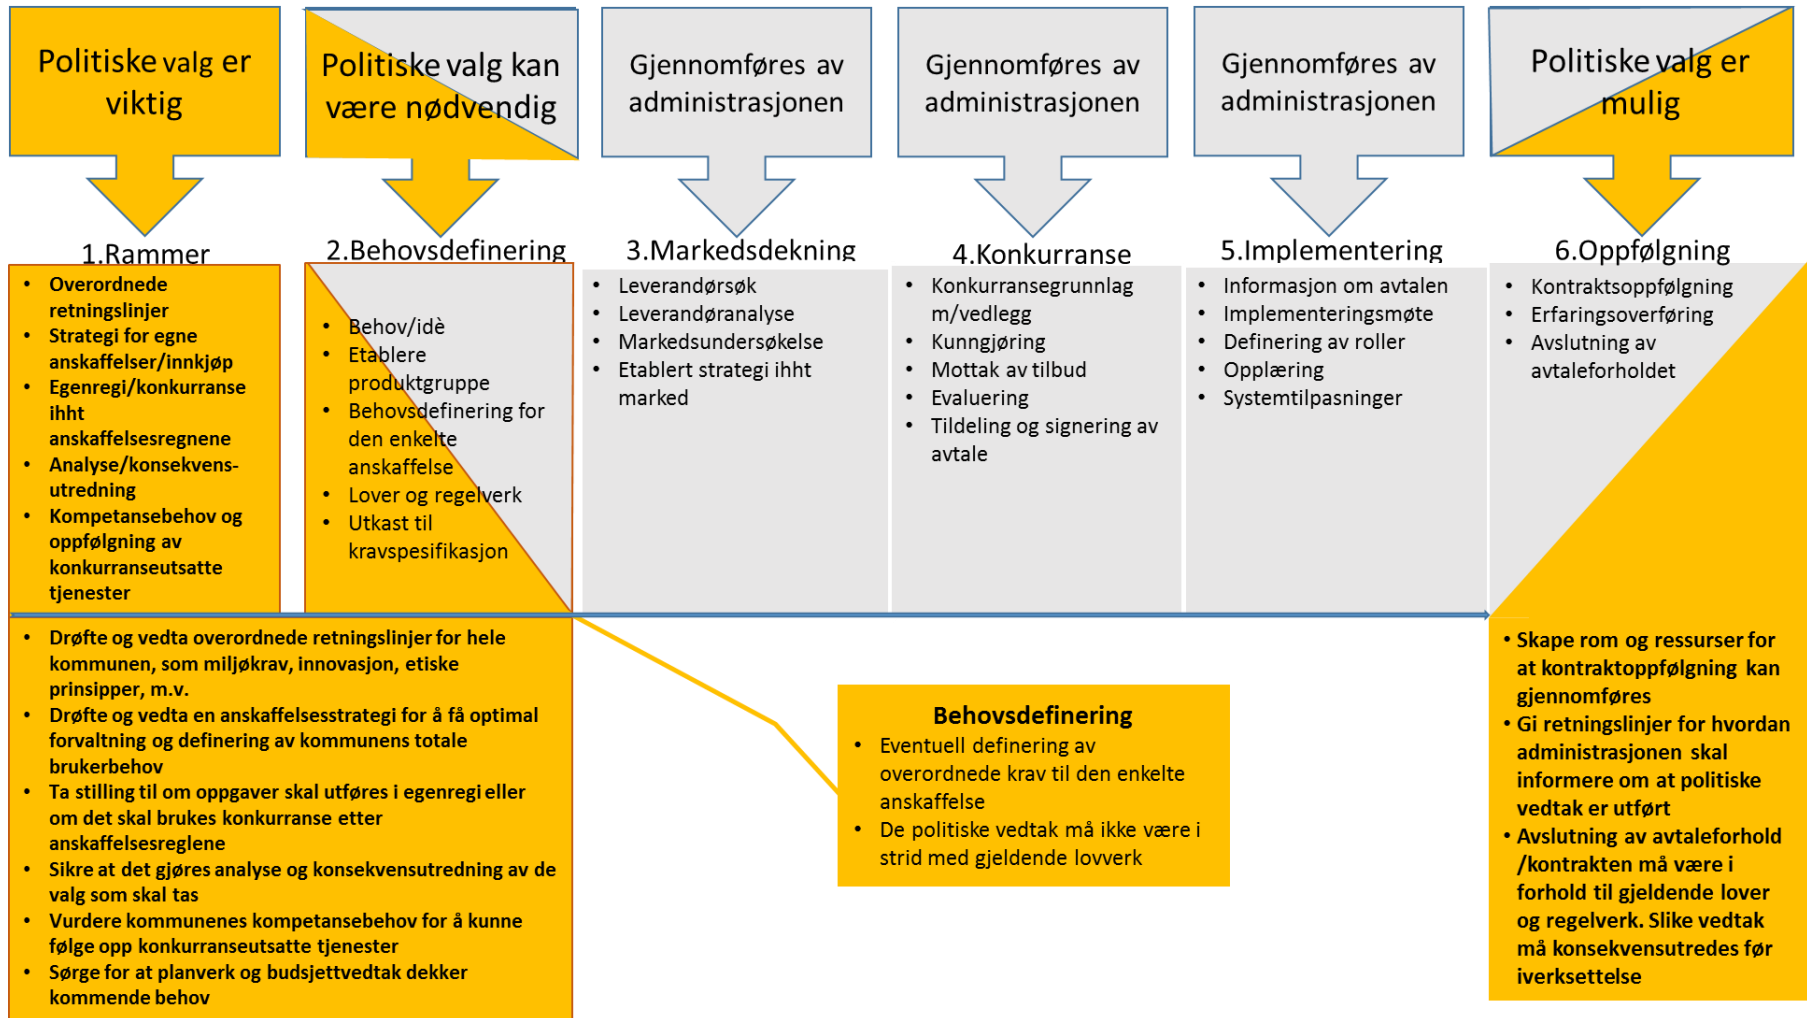 Politiske valg er
viktig
Politiske valg kan
være nødvendig
Gjennomføres av
administrasjonen
Gjennomføres av
administrasjonen
Gjennomføres av
administrasjonen
Politiske valg er
mulig
1.Rammer
• Overordnede
retningslinjer
• Strategi for egne
anskaffelser/innkjøp
• Egenregi/konkurranse
ihht
anskaffelsesregnene
• Analyse/konsekvens-
utredning
• Kompetansebehov og
oppfølgning av
konkurranseutsatte
tjenester
2.Behovsdefinering
• Behov/idè
• Etablere
produktgruppe
• Behovsdefinering for
den enkelte
anskaffelse
• Lover og regelverk
• Utkast til
kravspesifikasjon
3.Markedsdekning
• Leverandørsøk
• Leverandøranalyse
• Markedsundersøkelse
• Etablert strategi ihht
marked
4.Konkurranse
• Konkurransegrunnlag
m/vedlegg
• Kunngjøring
• Mottak av tilbud
• Evaluering
• Tildeling og signering av
avtale
5.Implementering
• Informasjon om avtalen
• Implementeringsmøte
• Definering av roller
• Opplæring
• Systemtilpasninger
6.Oppfølgning
• Kontraktsoppfølgning
• Erfaringsoverføring
• Avslutning av
avtaleforholdet
• Drøfte og vedta overordnede retningslinjer for hele
kommunen, som miljøkrav, innovasjon, etiske
prinsipper, m.v.
• Drøfte og vedta en anskaffelsesstrategi for å få optimal
forvaltning og definering av kommunens totale
brukerbehov
• Ta stilling til om oppgaver skal utføres i egenregi eller
om det skal brukes konkurranse etter
anskaffelsesreglene
• Sikre at det gjøres analyse og konsekvensutredning av de
valg som skal tas
• Vurdere kommunenes kompetansebehov for å kunne
følge opp konkurranseutsatte tjenester
• Sørge for at planverk og budsjettvedtak dekker
kommende behov
Behovsdefinering
• Eventuell definering av
overordnede krav til den enkelte
anskaffelse
• De politiske vedtak må ikke være i
strid med gjeldende lovverk
• Skape rom og ressurser for
at kontraktoppfølgning kan
gjennomføres
• Gi retningslinjer for hvordan
administrasjonen skal
informere om at politiske
vedtak er utført
• Avslutning av avtaleforhold
/kontrakten må være i
forhold til gjeldende lover
og regelverk. Slike vedtak
må konsekvensutredes før
iverksettelse